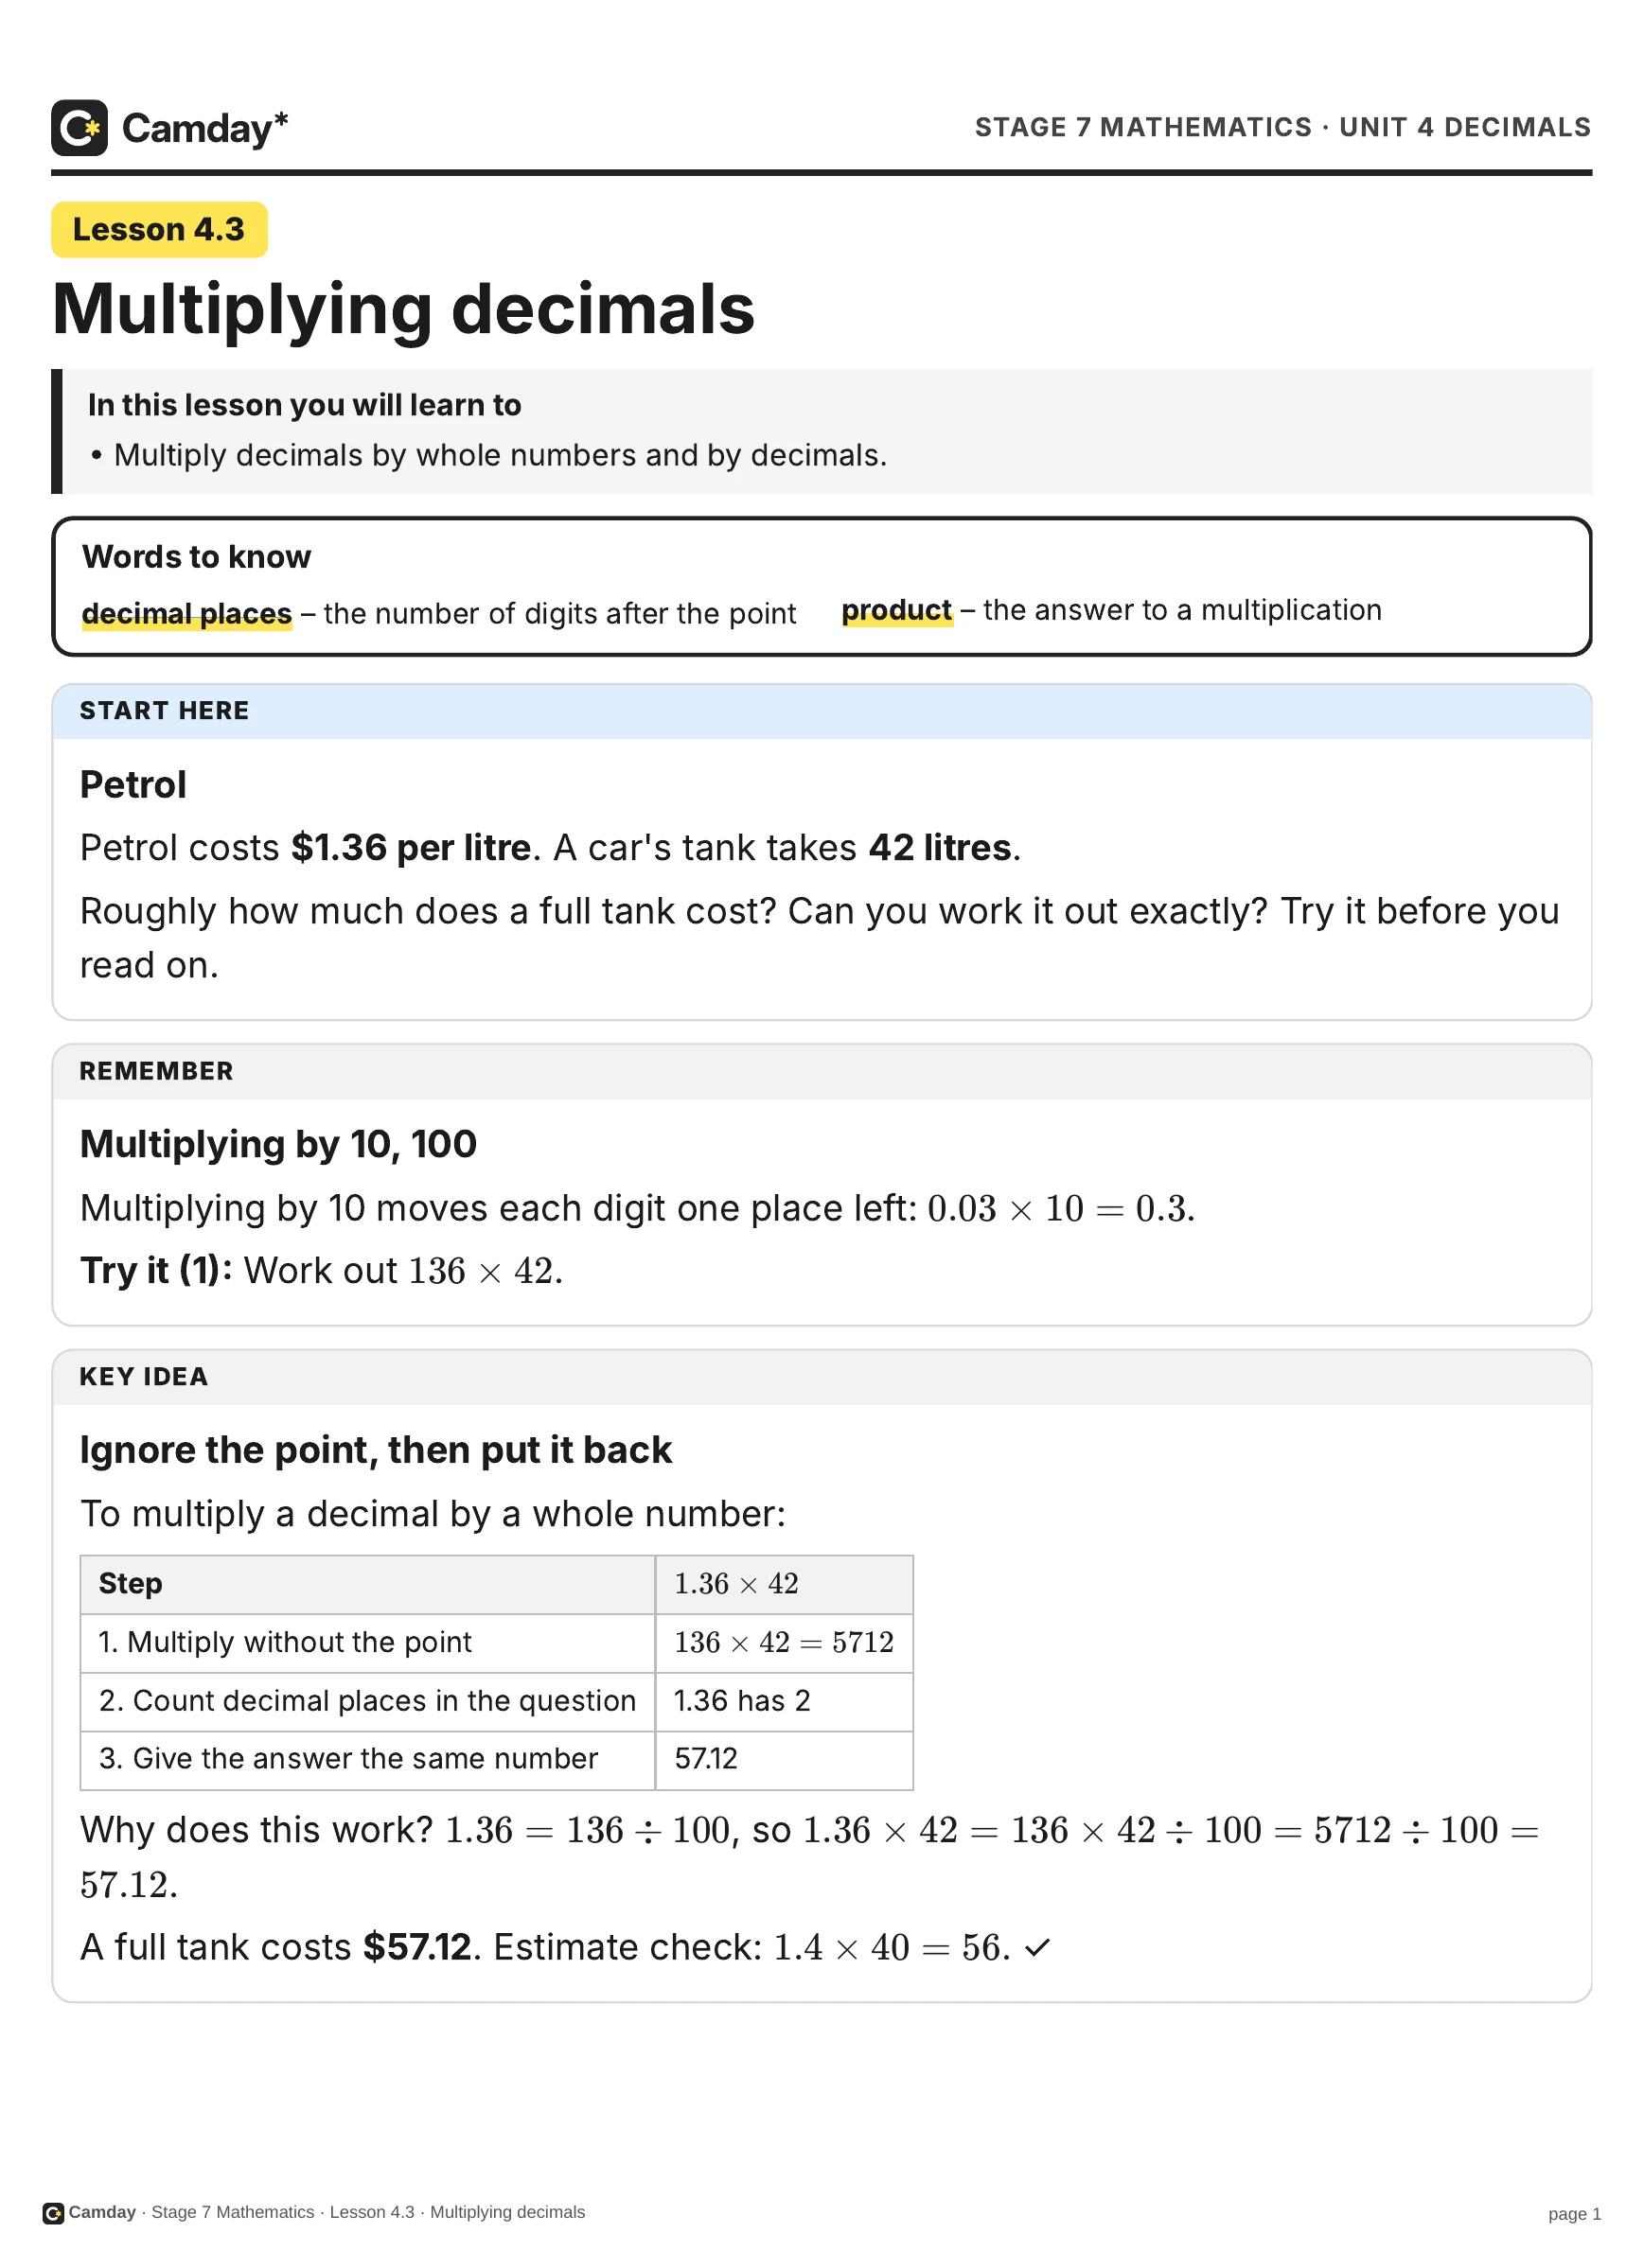 Camday*
STAGE 7 MATHEMATICS · UNIT 4 DECIMALS
Lesson 4.3
Multiplying decimals
In this lesson you will learn to
• Multiply decimals by whole numbers and by decimals.
Words to know
decimal places – the number of digits after the point product – the answer to a multiplication
START HERE
Petrol
Petrol costs $1.36 per litre. A car's tank takes 42 litres.
Roughly how much does a full tank cost? Can you work it out exactly? Try it before you
read on.
REMEMBER
Multiplying by 10, 100
Multiplying by 10 moves each digit one place left: 0.03 × 10 = 0.3.
Try it (1): Work out 136 × 42.
KEY IDEA
Ignore the point, then put it back
To multiply a decimal by a whole number:
Step 1.36 × 42
1. Multiply without the point 136 × 42 = 5712
2. Count decimal places in the question 1.36 has 2
3. Give the answer the same number 57.12
Why does this work? 1.36 = 136 ÷ 100, so 1.36 × 42 = 136 × 42 ÷ 100 = 5712 ÷ 100 =
57.12.
A full tank costs $57.12. Estimate check: 1.4 × 40 = 56. ✓
Camday · Stage 7 Mathematics · Lesson 4.3 · Multiplying decimals
page 1